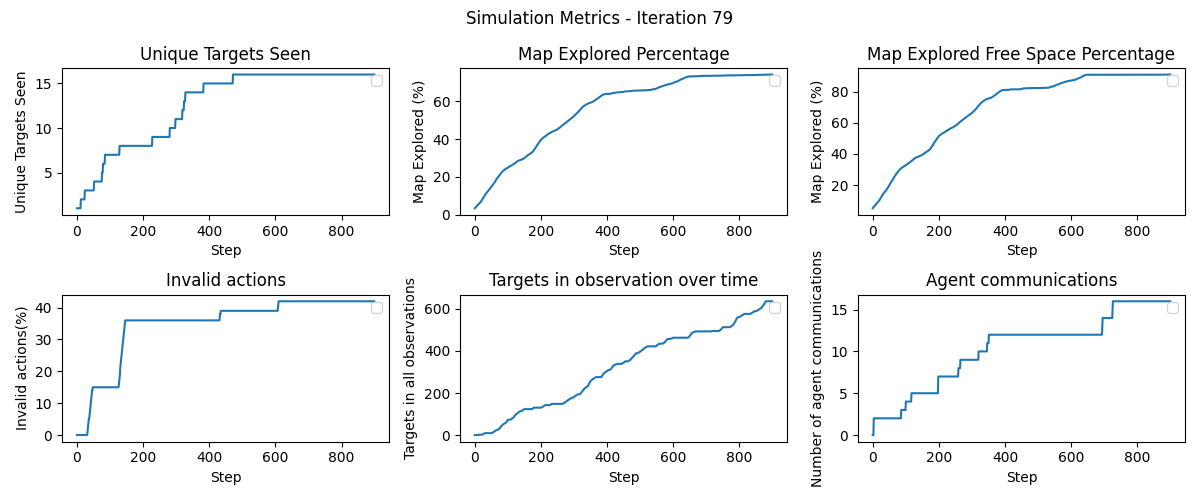 Simulation Metrics - Iteration 79
Unique Targets Seen
Unique Targets Seen
15
10
5
0 200 400 600 800
Step
Map Explored Percentage
Map Explored (%)
60
40
20
0
0 200 400 600 800
Step
Map Explored Free Space Percentage
Map Explored (%)
80
60
40
20
0 200 400 600 800
Step
Invalid actions
Invalid actions(%)
40
30
20
10
0
0 200 400 600 800
Step
Targets in observation over time
Targets in all observations
600
400
200
0
0 200 400 600 800
Step
Agent communications
Number of agent communications
15
10
5
0
0 200 400 600 800
Step